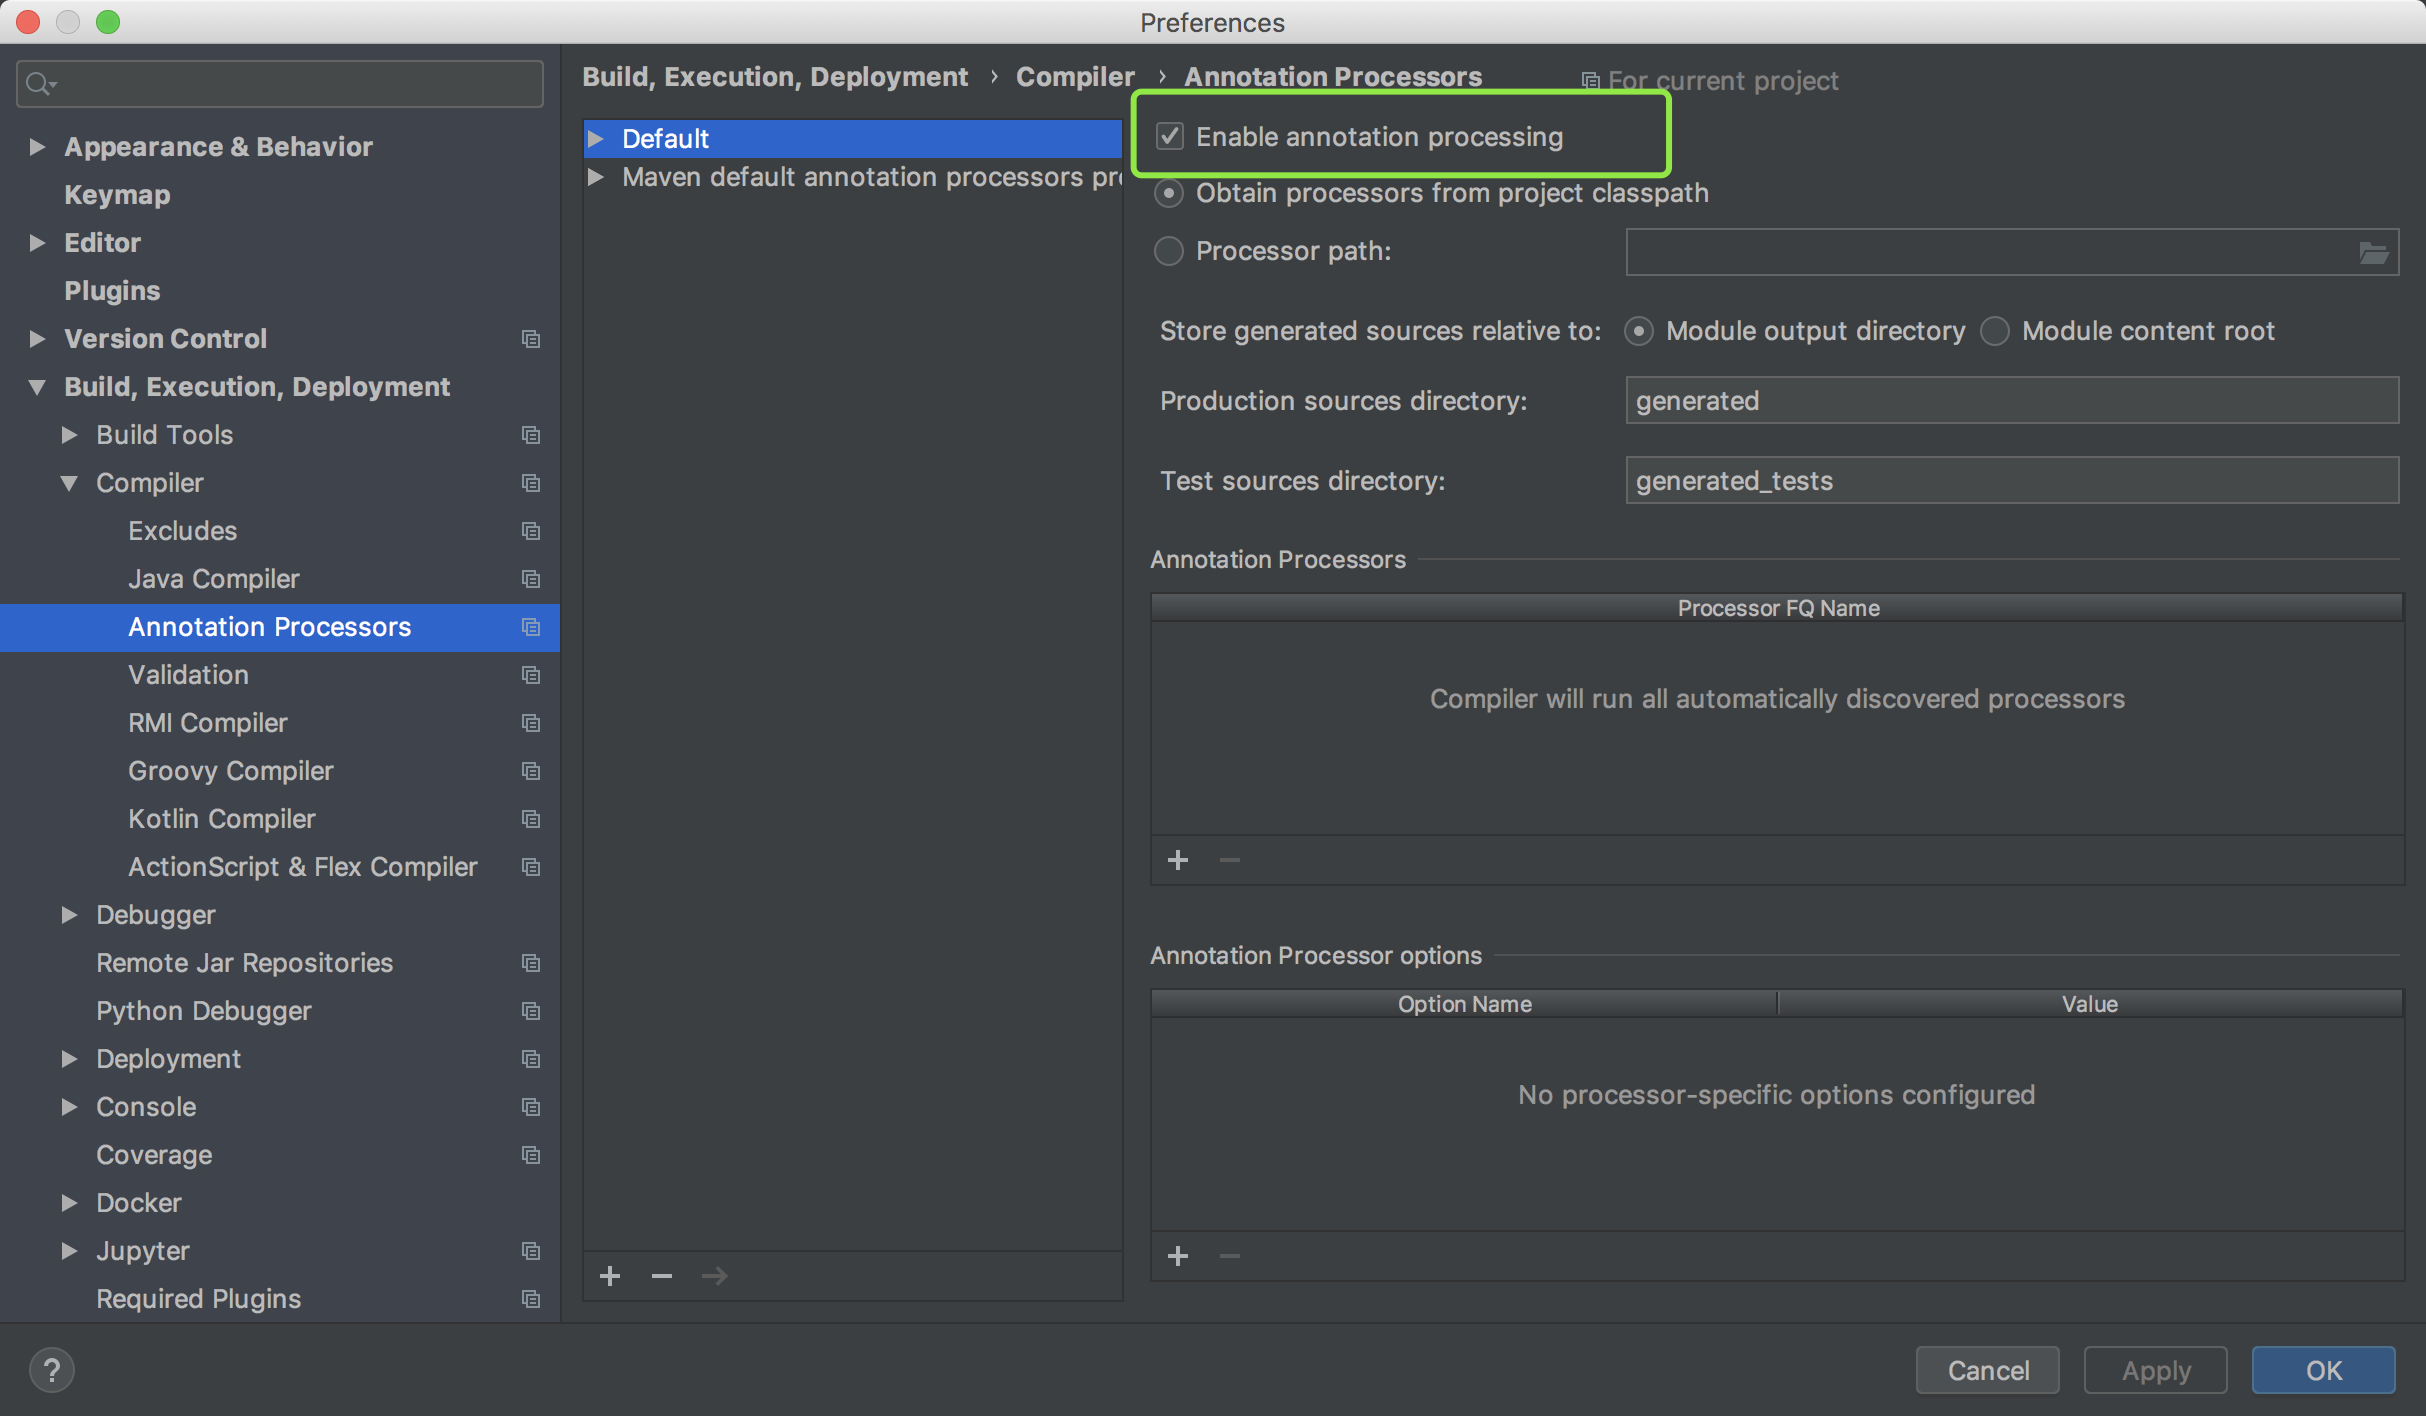 Preferences
Appearance & Behavior
Keymap
Editor
Plugins
Version Control
Build, Execution, Deployment
Build Tools
Compiler
Excludes
Java Compiler
Annotation Processors
Validation
RMI Compiler
Groovy Compiler
Kotlin Compiler
ActionScript & Flex Compiler
Debugger
Remote Jar Repositories
Python Debugger
Deployment
Console
Coverage
Docker
Jupyter
Required Plugins
Build, Execution, Deployment › Compiler › Annotation Processors
For current project
Default
Maven default annotation processors pr
Enable annotation processing
Obtain processors from project classpath
Processor path:
Store generated sources relative to: Module output directory Module content root
Production sources directory: generated
Test sources directory: generated_tests
Annotation Processors
Processor FQ Name
Compiler will run all automatically discovered processors
Annotation Processor options
Option Name Value
No processor-specific options configured
? Cancel Apply OK